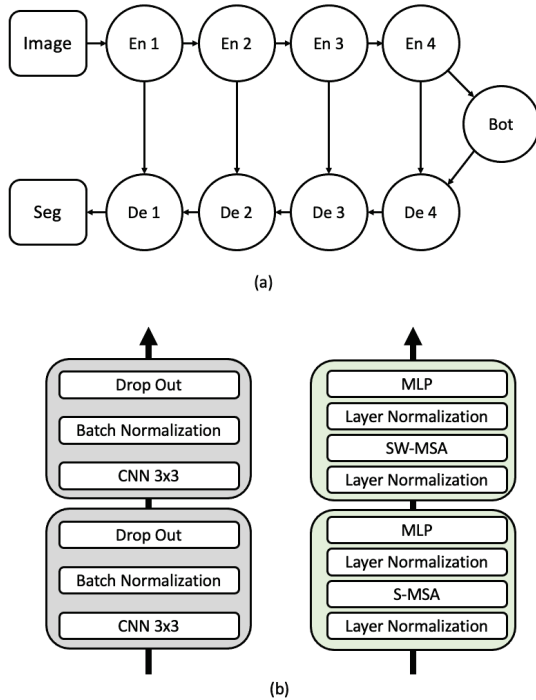 Image En 1 En 2 En 3 En 4
Bot
Seg De 1 De 2 De 3 De 4
(a)
Drop Out
Batch Normalization
CNN 3x3
Drop Out
Batch Normalization
CNN 3x3
MLP
Layer Normalization
SW-MSA
Layer Normalization
MLP
Layer Normalization
S-MSA
Layer Normalization
(b)